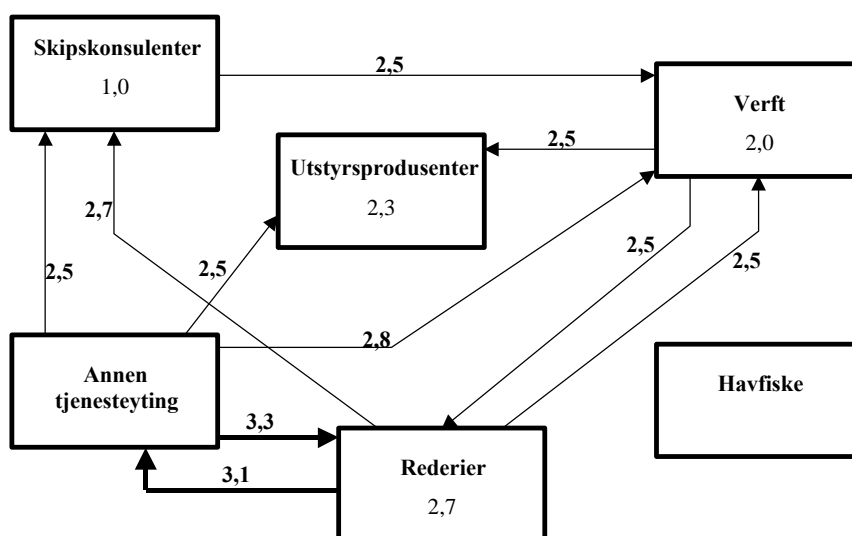 Skipskonsulenter
1,0
2,5
Verft
2,0
Utstyrsprodusenter
2,3
2,5
2,7
2,5
2,5
2,5
2,5
2,8
Annen
tjenesteyting
Havfiske
3,3
3,1
Rederier
2,7